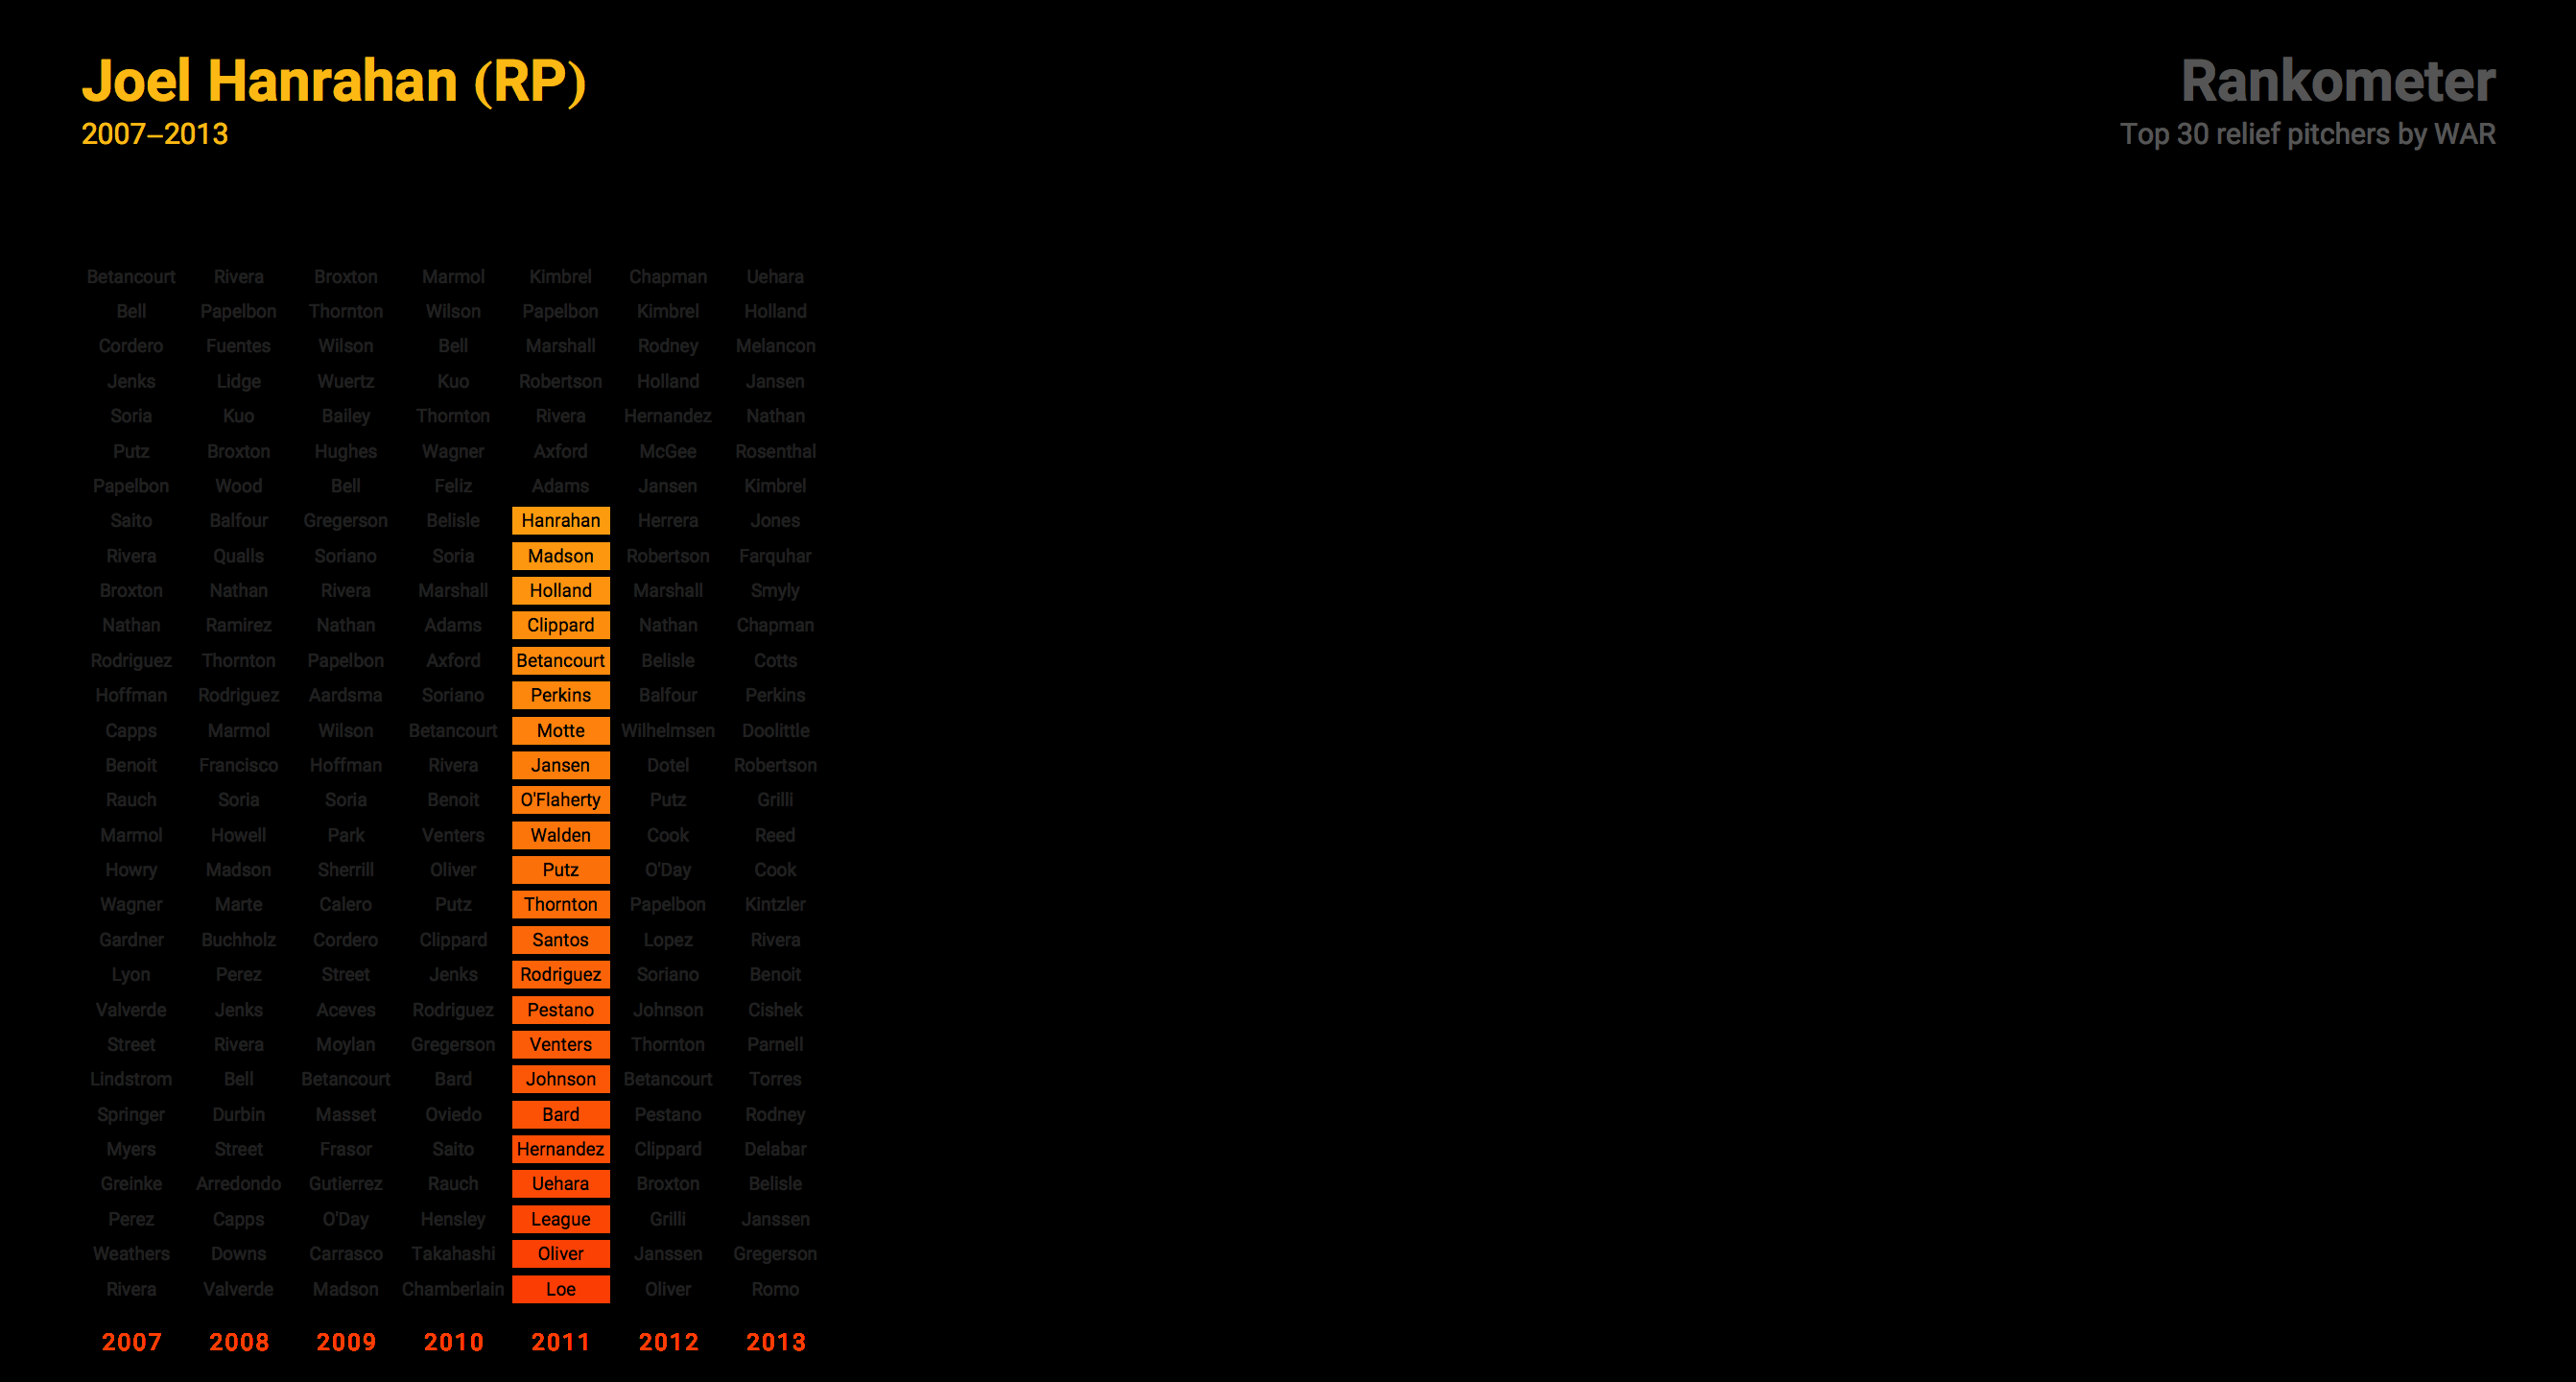 Joel Hanrahan (RP)
2007–2013
Rankometer
Top 30 relief pitchers by WAR
Betancourt Rivera Broxton Marmol Kimbrel Chapman Uehara
Bell Papelbon Thornton Wilson Papelbon Kimbrel Holland
Cordero Fuentes Wilson Bell Marshall Rodney Melancon
Jenks Lidge Wuertz Kuo Robertson Holland Jansen
Soria Kuo Bailey Thornton Rivera Hernandez Nathan
Putz Broxton Hughes Wagner Axford McGee Rosenthal
Papelbon Wood Bell Feliz Adams Jansen Kimbrel
Saito Balfour Gregerson Belisle Hanrahan Herrera Jones
Rivera Qualls Soriano Soria Madson Robertson Farquhar
Broxton Nathan Rivera Marshall Holland Marshall Smyly
Nathan Ramirez Nathan Adams Clippard Nathan Chapman
Rodriguez Thornton Papelbon Axford Betancourt Belisle Cotts
Hoffman Rodriguez Aardsma Soriano Perkins Balfour Perkins
Capps Marmol Wilson Betancourt Motte Wilhelmsen Doolittle
Benoit Francisco Hoffman Rivera Jansen Dotel Robertson
Rauch Soria Soria Benoit O'Flaherty Putz Grilli
Marmol Howell Park Venters Walden Cook Reed
Howry Madson Sherrill Oliver Putz O'Day Cook
Wagner Marte Calero Putz Thornton Papelbon Kintzler
Gardner Buchholz Cordero Clippard Santos Lopez Rivera
Lyon Perez Street Jenks Rodriguez Soriano Benoit
Valverde Jenks Aceves Rodriguez Pestano Johnson Cishek
Street Rivera Moylan Gregerson Venters Thornton Parnell
Lindstrom Bell Betancourt Bard Johnson Betancourt Torres
Springer Durbin Masset Oviedo Bard Pestano Rodney
Myers Street Frasor Saito Hernandez Clippard Delabar
Greinke Arredondo Gutierrez Rauch Uehara Broxton Belisle
Perez Capps O'Day Hensley League Grilli Janssen
Weathers Downs Carrasco Takahashi Oliver Janssen Gregerson
Rivera Valverde Madson Chamberlain Loe Oliver Romo
2007 2008 2009 2010 2011 2012 2013